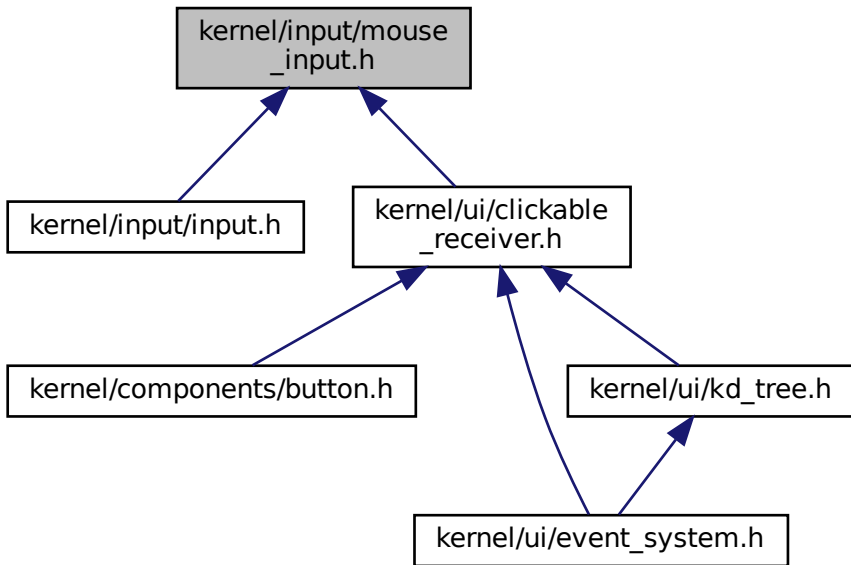 kernel/input/mouse
_input.h
kernel/input/input.h
kernel/ui/clickable
_receiver.h
kernel/components/button.h
kernel/ui/kd_tree.h
kernel/ui/event_system.h